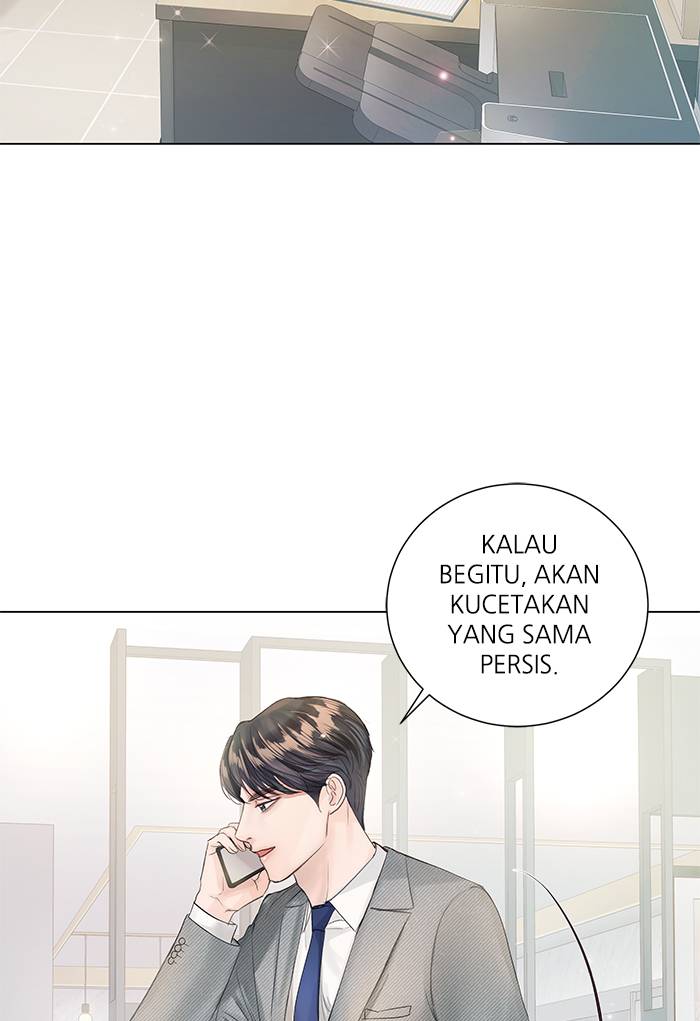 KALAU
BEGITU, AKAN
KUCETAKAN
YANG SAMA
PERSIS.